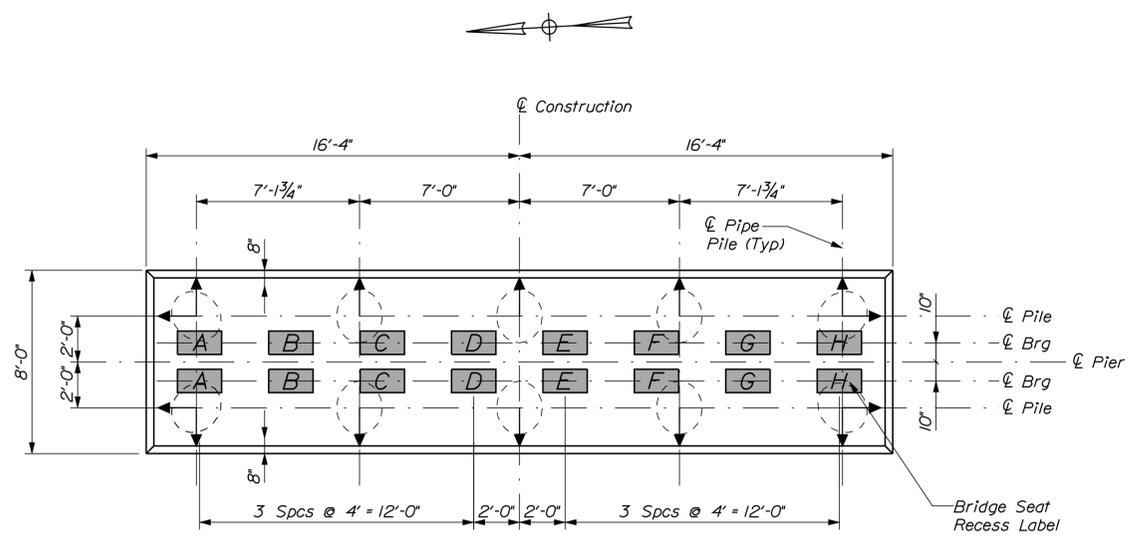 ℄ Construction
16'-4" 16'-4"
7'-1¾" 7'-0" 7'-0" 7'-1¾"
℄ Pipe
Pile (Typ)
8"
10"
℄ Pile
A B C D E F G H
℄ Brg
8'-0"
2'-0"
2'-0"
℄ Pier
A B C D E F G H
℄ Brg
℄ Pile
10"
8"
3 Spcs @ 4' = 12'-0" 2'-0" 2'-0" 3 Spcs @ 4' = 12'-0"
Bridge Seat
Recess Label